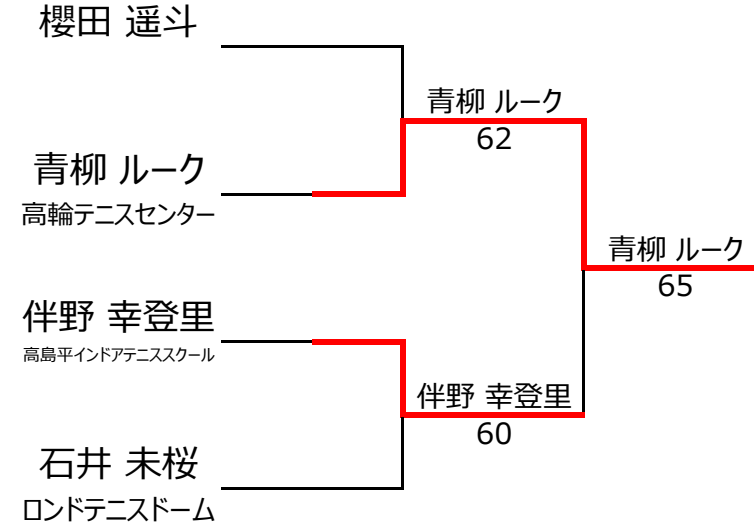 櫻田 遥斗
青柳 ルーク
62
青柳 ルーク
高輪テニスセンター
青柳 ルーク
65
伴野 幸登里
高島平インドアテニススクール
伴野 幸登里
60
石井 未桜
ロンドテニスドーム